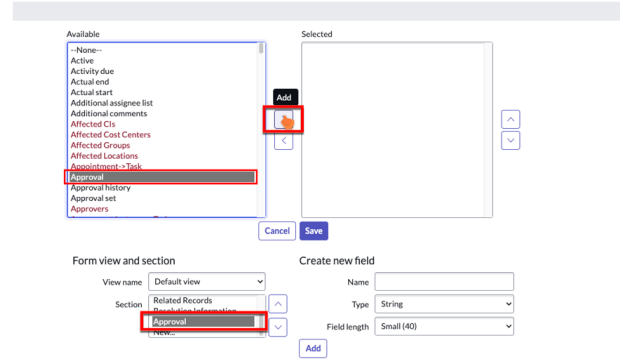 Available
Selected
--None--
Active
Activity due
Actual end
Actual start
Additional assignee list
Additional comments
Affected CIs
Affected Cost Centers
Affected Groups
Affected Locations
Appointment->Task
Approval
Approval history
Approval set
Approvers
Add
Cancel
Save
Form view and section
Create new field
View name
Default view
Name
Section
Related Records
Resolution Information
Approval
New...
Type
String
Field length
Small (40)
Add